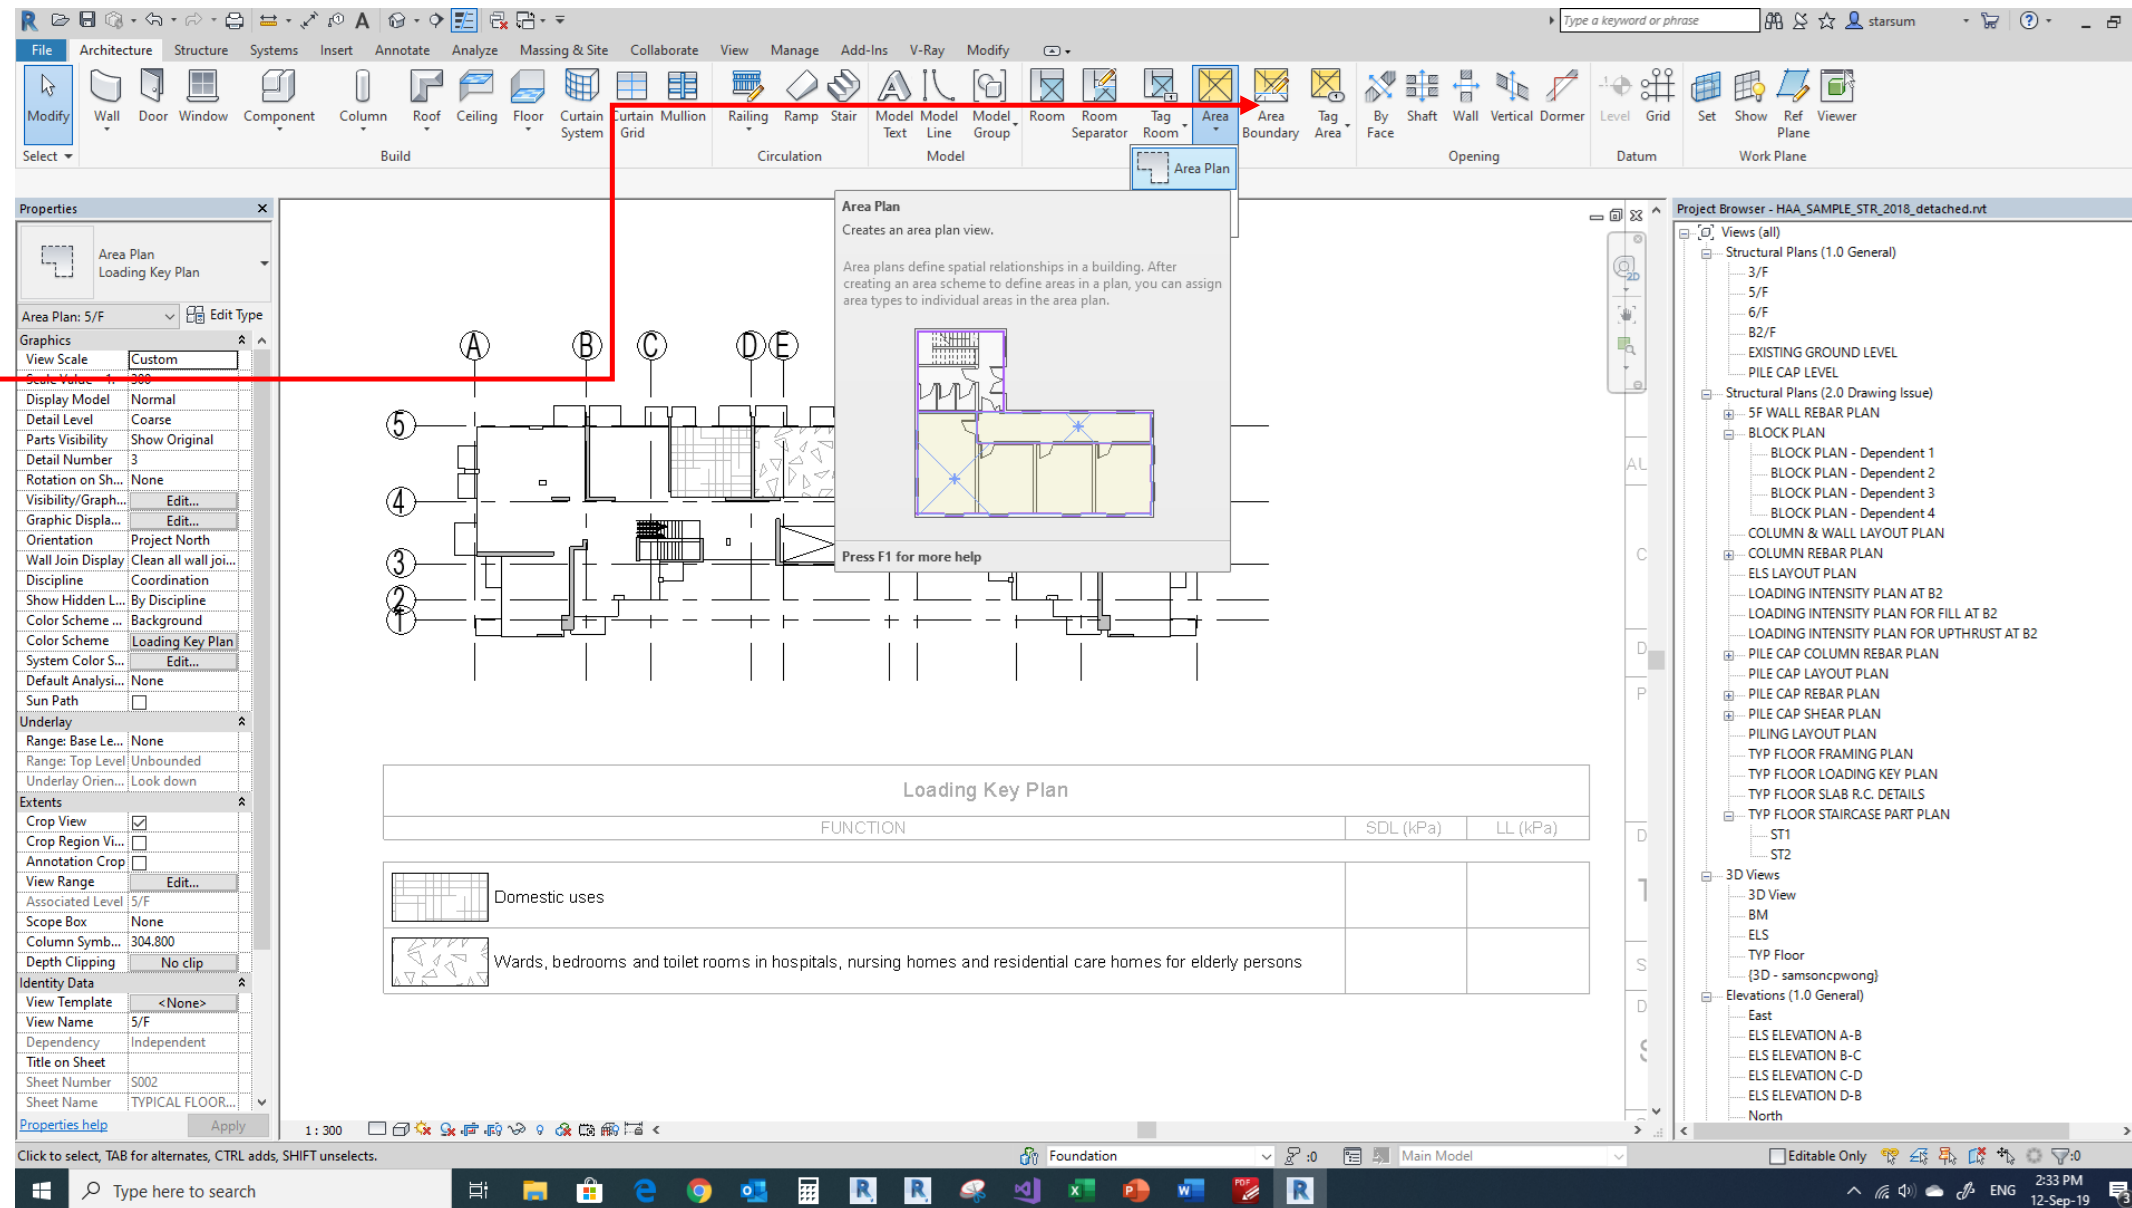 Type a keyword or phrase
starsum
File Architecture Structure Systems Insert Annotate Analyze Massing & Site Collaborate View Manage Add-Ins V-Ray Modify
Modify Wall Door Window Component Column Roof Ceiling Floor Curtain System Curtain Grid Mullion Railing Ramp Stair Model Text Model Line Model Group Room Room Separator Tag Room Area Area Boundary Tag Area By Face Shaft Wall Vertical Dormer Level Grid Set Show Ref Plane Viewer
Select Build Circulation Model Opening Datum Work Plane
Area Plan
Properties
Area Plan
Loading Key Plan
Area Plan: 5/F Edit Type
Graphics
View Scale Custom
Scale Value 1: 300
Display Model Normal
Detail Level Coarse
Parts Visibility Show Original
Detail Number 3
Rotation on Sh... None
Visibility/Graph... Edit...
Graphic Displa... Edit...
Orientation Project North
Wall Join Display Clean all wall joi...
Discipline Coordination
Show Hidden L... By Discipline
Color Scheme ... Background
Color Scheme Loading Key Plan
System Color S... Edit...
Default Analysi... None
Sun Path
Underlay
Range: Base Le... None
Range: Top Level Unbounded
Underlay Orien... Look down
Extents
Crop View
Crop Region Vi...
Annotation Crop
View Range Edit...
Associated Level 5/F
Scope Box None
Column Symb... 304.800
Depth Clipping No clip
Identity Data
View Template <None>
View Name 5/F
Dependency Independent
Title on Sheet
Sheet Number S002
Sheet Name TYPICAL FLOOR...
Properties help Apply
Area Plan
Creates an area plan view.
Area plans define spatial relationships in a building. After
creating an area scheme to define areas in a plan, you can assign
area types to individual areas in the area plan.
Press F1 for more help
A B C D E
5
4
3
2
1
Loading Key Plan
FUNCTION SDL (kPa) LL (kPa)
Domestic uses
Wards, bedrooms and toilet rooms in hospitals, nursing homes and residential care homes for elderly persons
2D
AU
C
D
P
D
T
S
D
S
Project Browser - HAA_SAMPLE_STR_2018_detached.rvt
Views (all)
Structural Plans (1.0 General)
3/F
5/F
6/F
B2/F
EXISTING GROUND LEVEL
PILE CAP LEVEL
Structural Plans (2.0 Drawing Issue)
5F WALL REBAR PLAN
BLOCK PLAN
BLOCK PLAN - Dependent 1
BLOCK PLAN - Dependent 2
BLOCK PLAN - Dependent 3
BLOCK PLAN - Dependent 4
COLUMN & WALL LAYOUT PLAN
COLUMN REBAR PLAN
ELS LAYOUT PLAN
LOADING INTENSITY PLAN AT B2
LOADING INTENSITY PLAN FOR FILL AT B2
LOADING INTENSITY PLAN FOR UPTHRUST AT B2
PILE CAP COLUMN REBAR PLAN
PILE CAP LAYOUT PLAN
PILE CAP REBAR PLAN
PILE CAP SHEAR PLAN
PILING LAYOUT PLAN
TYP FLOOR FRAMING PLAN
TYP FLOOR LOADING KEY PLAN
TYP FLOOR SLAB R.C. DETAILS
TYP FLOOR STAIRCASE PART PLAN
ST1
ST2
3D Views
3D View
BM
ELS
TYP Floor
{3D - samsoncpwong}
Elevations (1.0 General)
East
ELS ELEVATION A-B
ELS ELEVATION B-C
ELS ELEVATION C-D
ELS ELEVATION D-B
North
1 : 300
Click to select, TAB for alternates, CTRL adds, SHIFT unselects. Foundation :0 Main Model Editable Only :0
Type here to search
ENG
2:33 PM
12-Sep-19
3